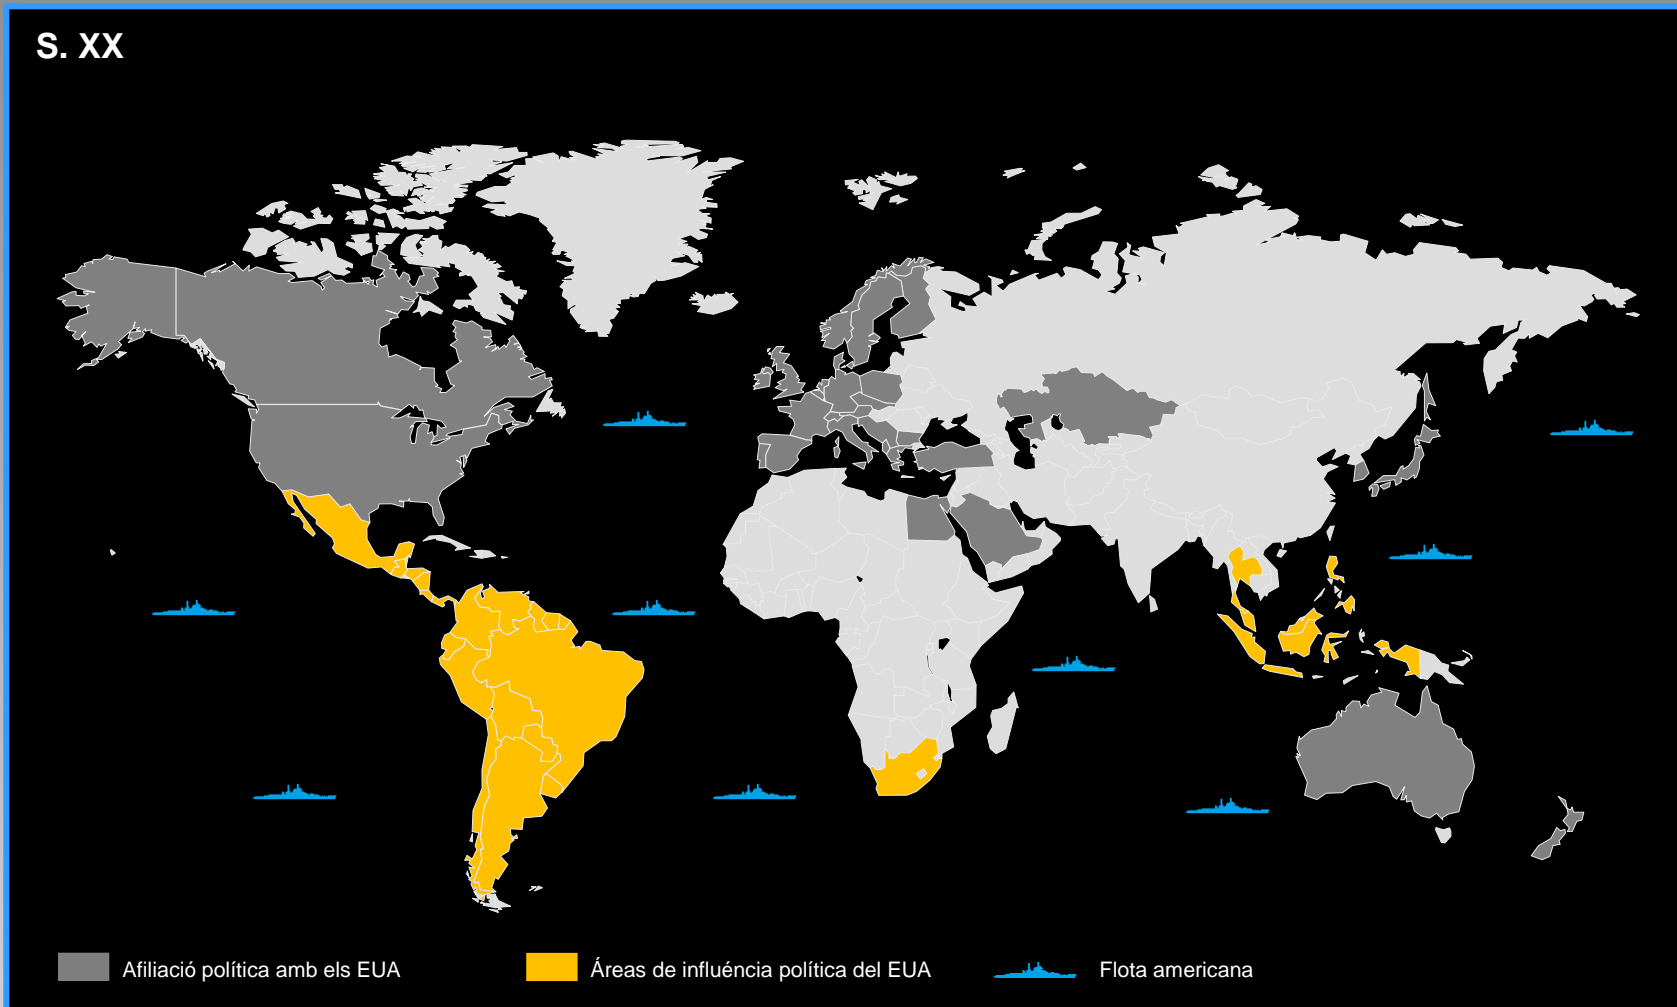 S. XX
Afiliació política amb els EUA
Áreas de influéncia política del EUA
Flota americana